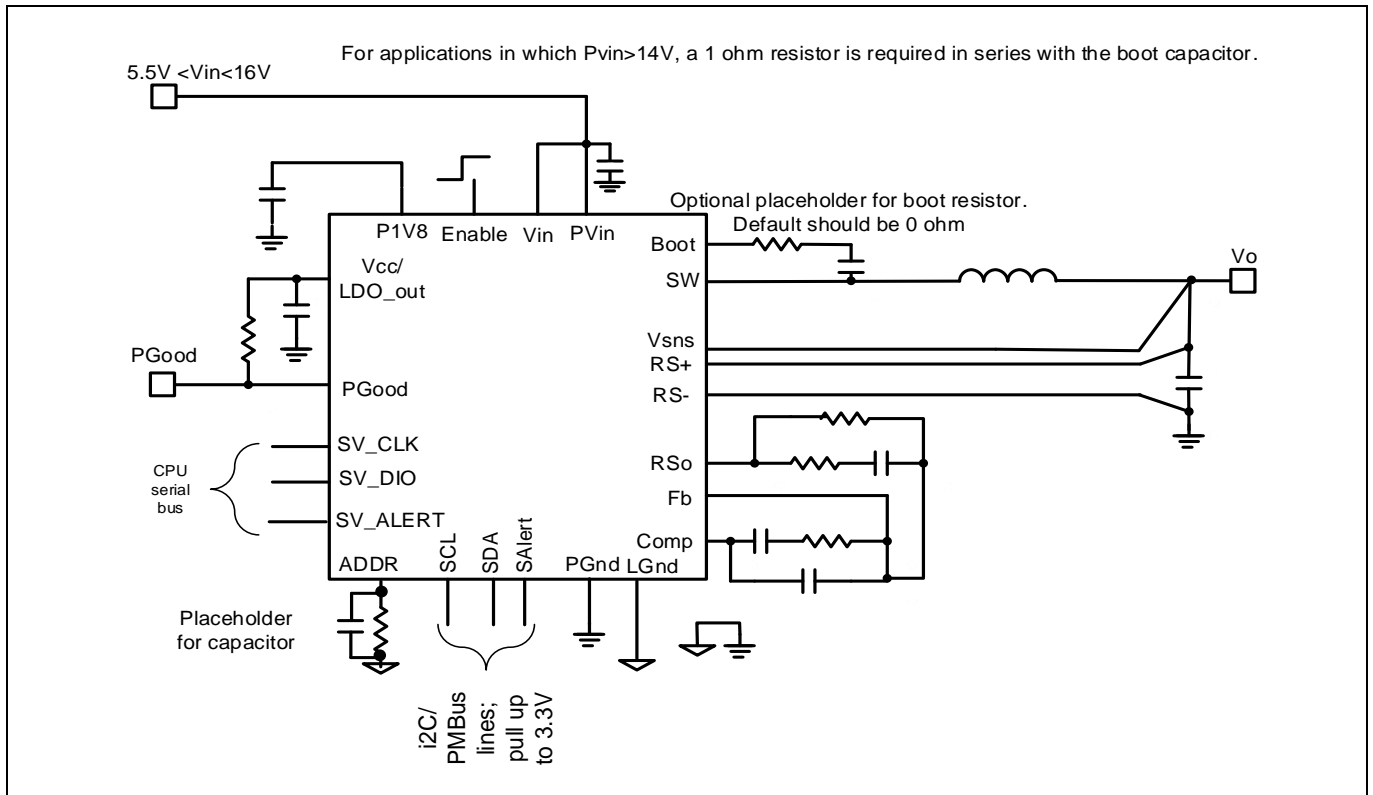 For applications in which Pvin>14V, a 1 ohm resistor is required in series with the boot capacitor.
5.5V <Vin<16V
Optional placeholder for boot resistor.
Default should be 0 ohm
P1V8
Enable
Vin
PVin
Boot
SW
Vo
Vcc/
LDO_out
Vsns
RS+
RS-
PGood
PGood
SV_CLK
SV_DIO
SV_ALERT
CPU
serial
bus
RSo
Fb
Comp
ADDR
SCL
SDA
SAlert
PGnd
LGnd
Placeholder
for capacitor
i2C/
PMBus
lines;
pull up
to 3.3V